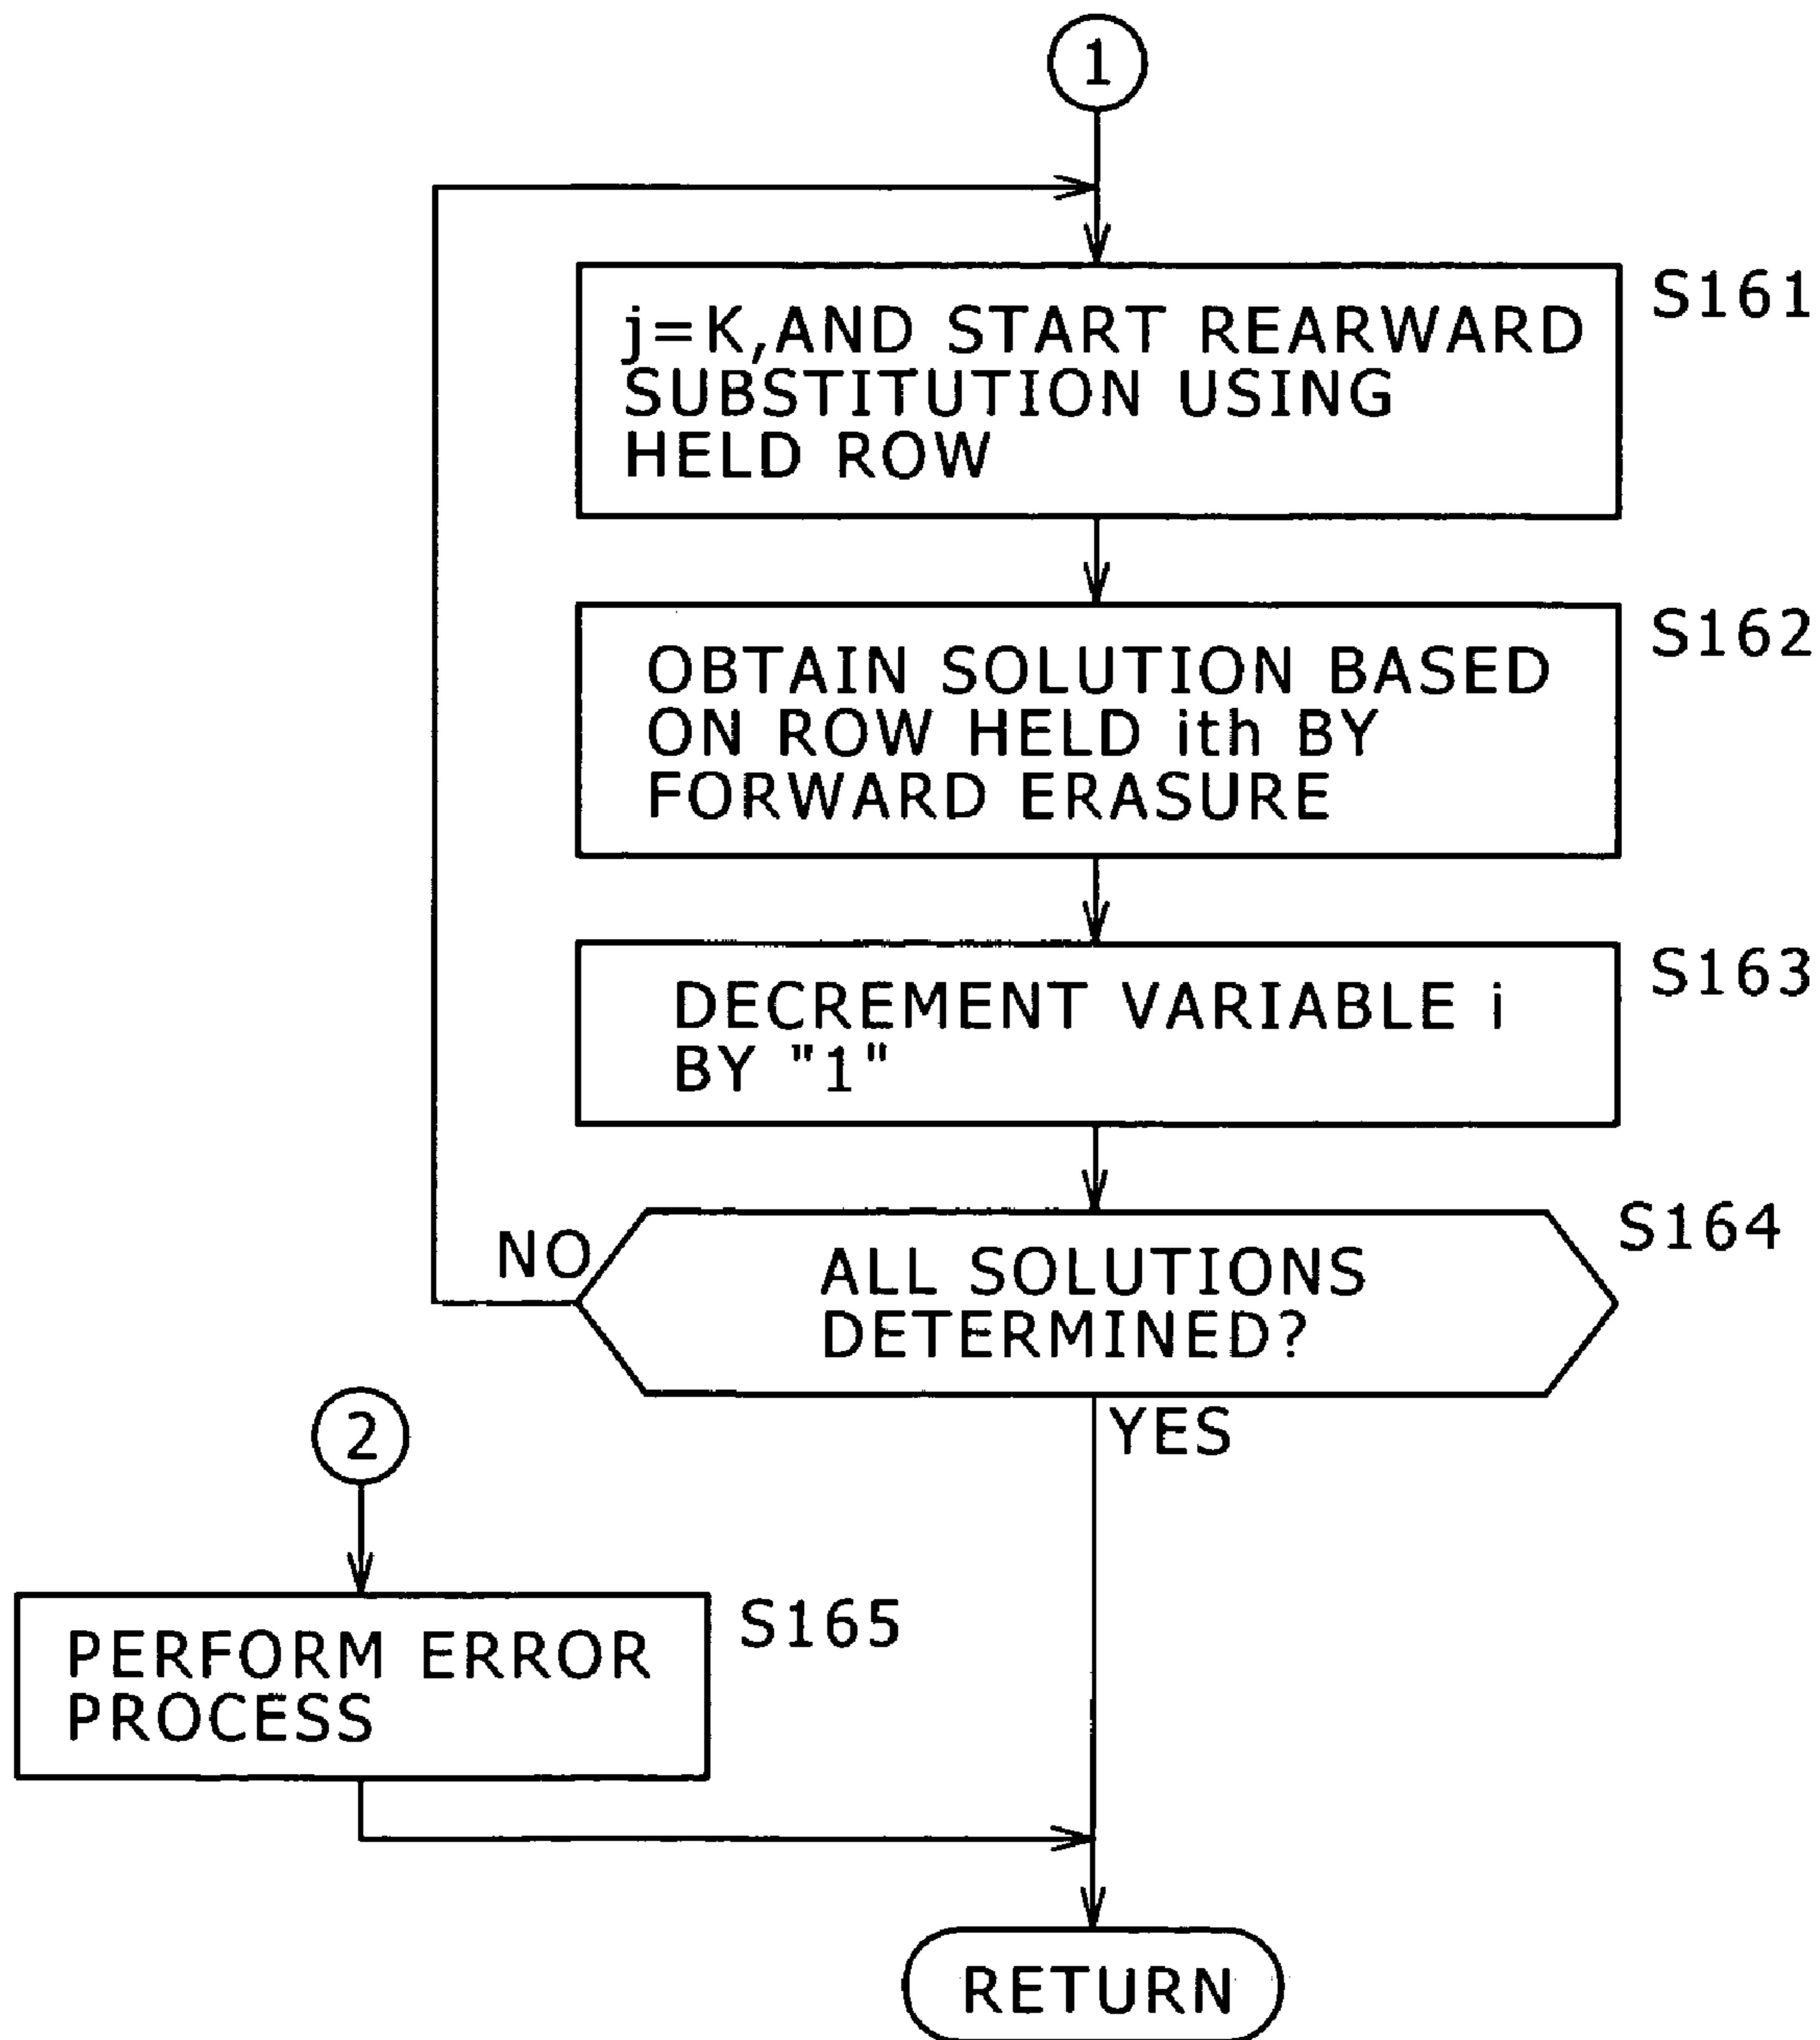 1
j=K,AND START REARWARD
SUBSTITUTION USING
HELD ROW
S161
OBTAIN SOLUTION BASED
ON ROW HELD ith BY
FORWARD ERASURE
S162
DECREMENT VARIABLE i
BY "1"
S163
ALL SOLUTIONS
DETERMINED?
S164
NO
YES
2
PERFORM ERROR
PROCESS
S165
RETURN